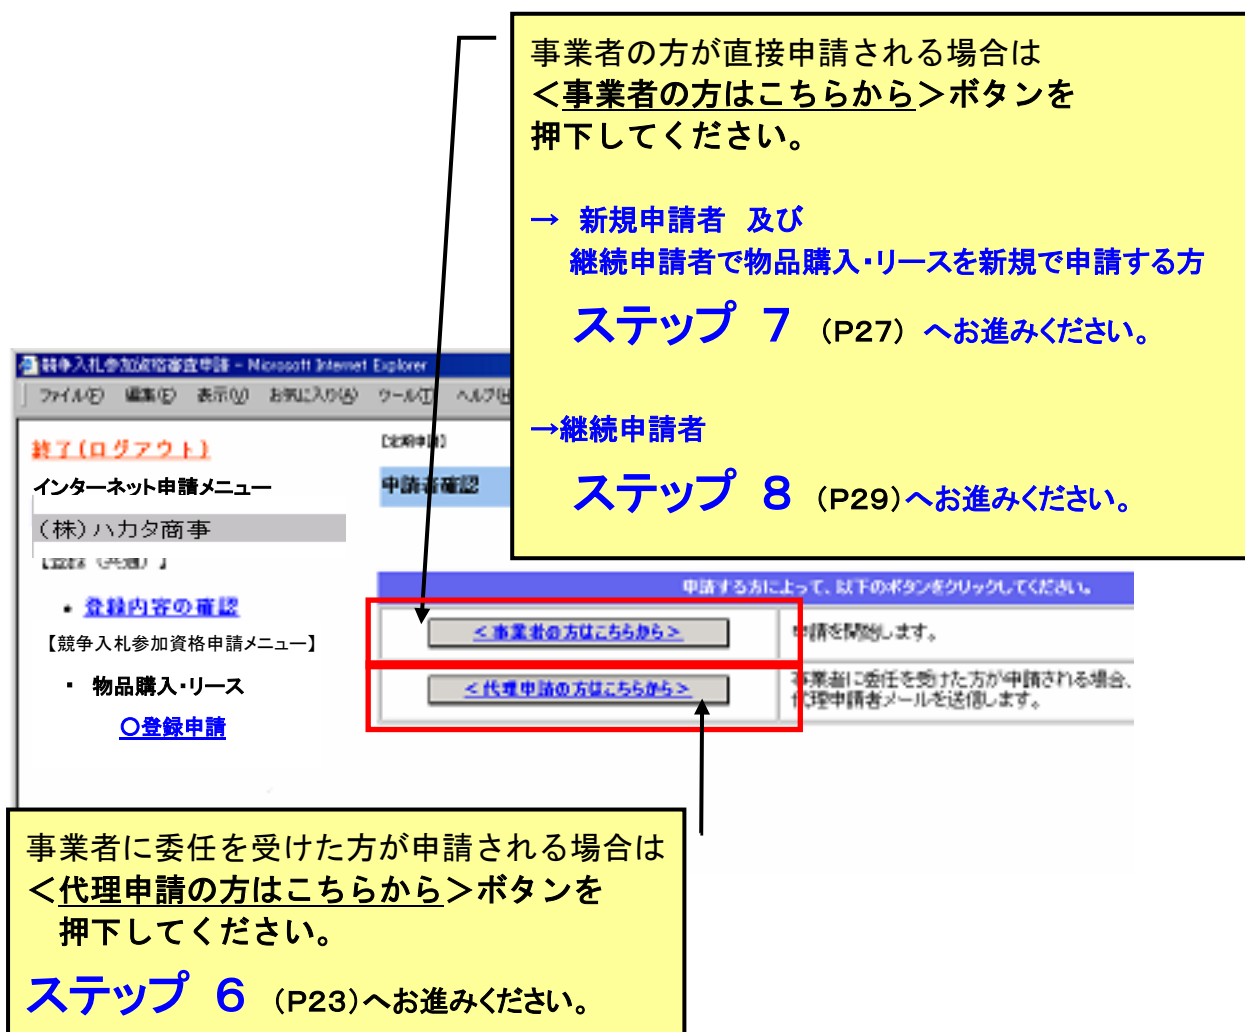 事業者の方が直接申請される場合は
＜事業者の方はこちらから＞ボタンを
押下してください。
→ 新規申請者 及び
継続申請者で物品購入・リースを新規で申請する方
ステップ 7 （P27） へお進みください。
→継続申請者
ステップ 8 （P29）へお進みください。
競争入札参加資格審査申請 - Microsoft Internet Explorer
ファイル(F) 編集(E) 表示(V) お気に入り(A) ツール(T) ヘルプ(H
終了(ログアウト)
インターネット申請メニュー
(株)ハカタ商事
・ 登録内容の確認
【競争入札参加資格申請メニュー】
・ 物品購入・リース
〇登録申請
【定期申請】
申請者確認
申請する方によって、以下のボタンをクリックしてください。
＜事業者の方はこちらから＞ 申請を開始します。
＜代理申請の方はこちらから＞ 事業者に委任を受けた方が申請される場合、
代理申請者メールを送信します。
事業者に委任を受けた方が申請される場合は
＜代理申請の方はこちらから＞ボタンを
押下してください。
ステップ 6 （P23）へお進みください。